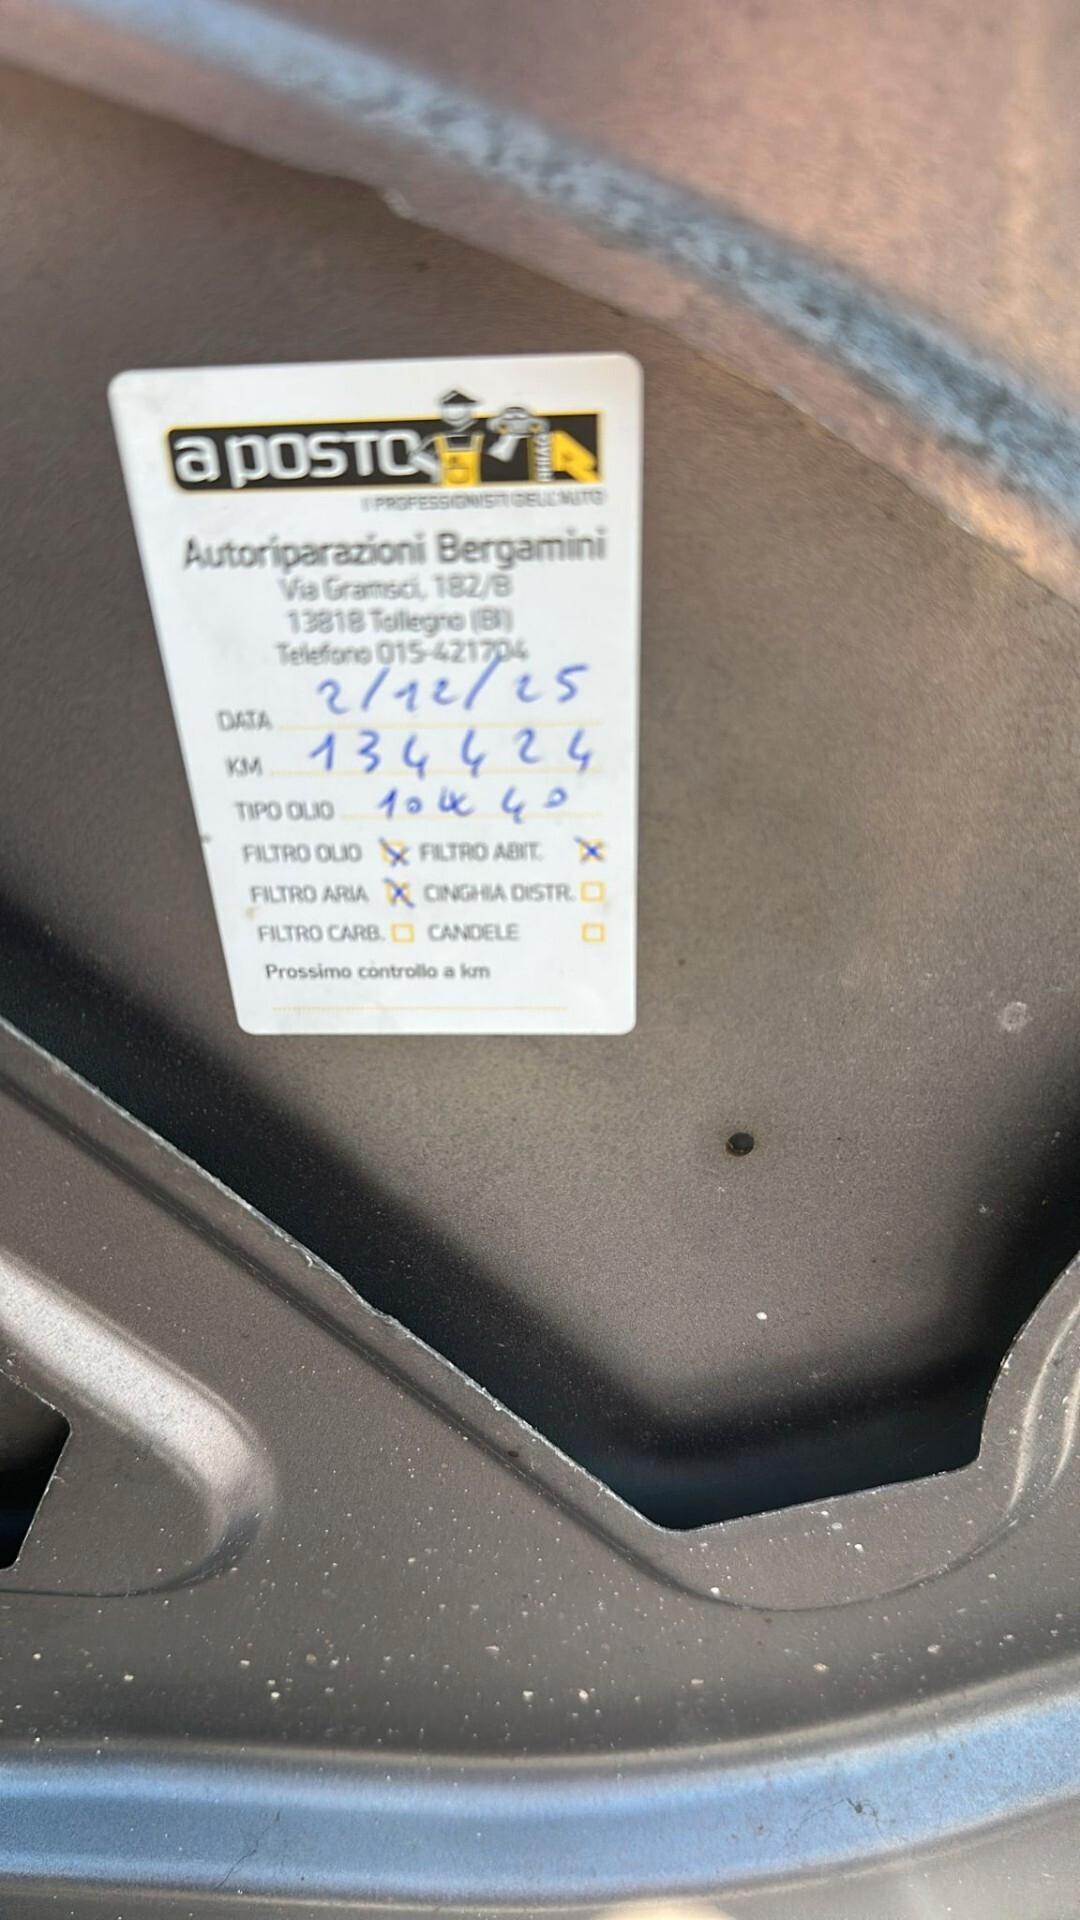 a posto
RHIAG
I PROFESSIONISTI DELL'AUTO
Autoriparazioni Bergamini
Via Gramsci, 182/B
13818 Tollegno (BI)
Telefono 015-421704
DATA 2/12/25
KM 134424
TIPO OLIO 10W40
FILTRO OLIO FILTRO ABIT.
FILTRO ARIA CINGHIA DISTR.
FILTRO CARB. CANDELE
Prossimo controllo a km